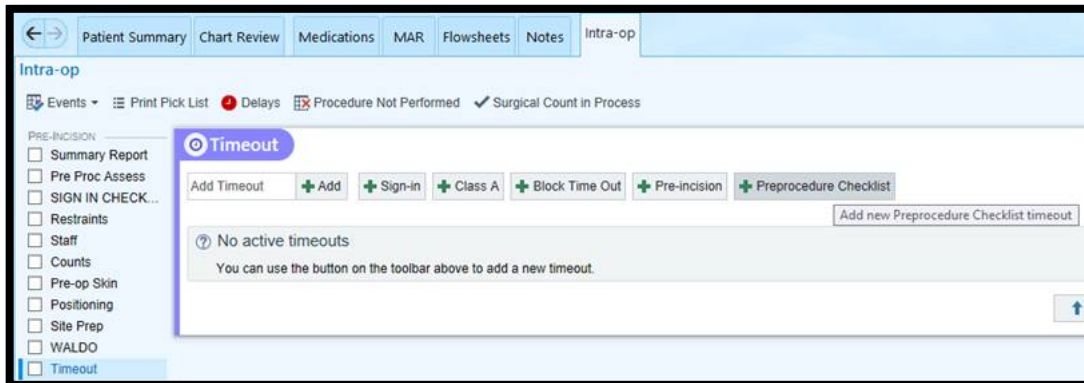 Patient Summary Chart Review Medications MAR Flowsheets Notes Intra-op
Intra-op
Events Print Pick List Delays Procedure Not Performed Surgical Count in Process
PRE-INCISION
Summary Report
Pre Proc Assess
SIGN IN CHECK...
Restraints
Staff
Counts
Pre-op Skin
Positioning
Site Prep
WALDO
Timeout
Timeout
Add Timeout Add Sign-in Class A Block Time Out Pre-incision Preprocedure Checklist
Add new Preprocedure Checklist timeout
No active timeouts
You can use the button on the toolbar above to add a new timeout.